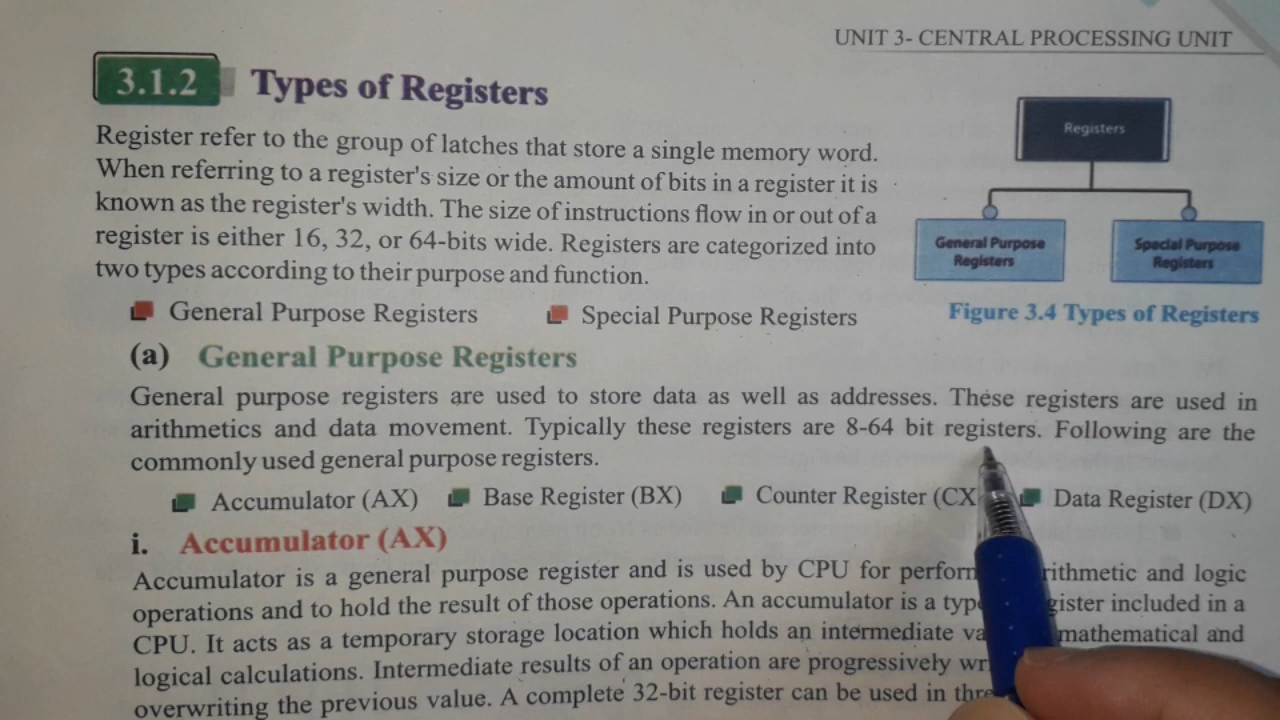 UNIT 3- CENTRAL PROCESSING UNIT
3.1.2 Types of Registers
Register refer to the group of latches that store a single memory word.
When referring to a register's size or the amount of bits in a register it is
known as the register's width. The size of instructions flow in or out of a
register is either 16, 32, or 64-bits wide. Registers are categorized into
two types according to their purpose and function.
General Purpose Registers Special Purpose Registers
Registers
General Purpose
Registers
Special Purpose
Registers
Figure 3.4 Types of Registers
(a) General Purpose Registers
General purpose registers are used to store data as well as addresses. These registers are used in
arithmetics and data movement. Typically these registers are 8-64 bit registers. Following are the
commonly used general purpose registers.
Accumulator (AX) Base Register (BX) Counter Register (CX Data Register (DX)
i. Accumulator (AX)
Accumulator is a general purpose register and is used by CPU for and logic
operations and to hold the result of those operations. An accumulator is a included in a
CPU. It acts as a temporary storage location which holds an intermediate mathematical and
logical calculations. Intermediate results of an operation are progressively
overwriting the previous value. A complete 32-bit register can be used in